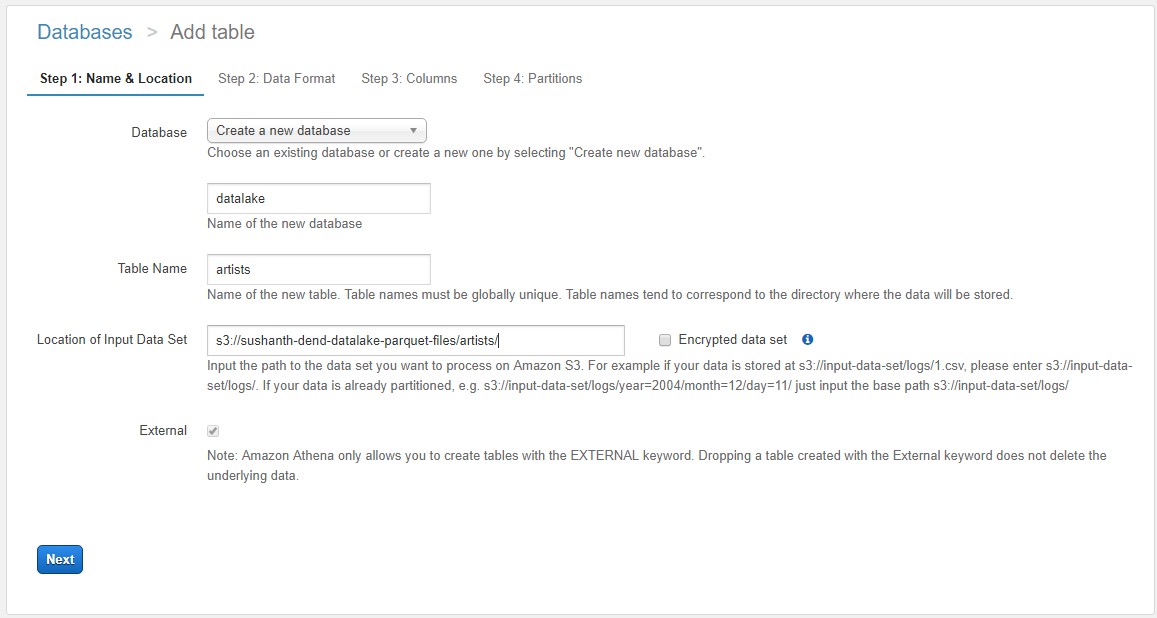 Databases > Add table
Step 1: Name & Location Step 2: Data Format Step 3: Columns Step 4: Partitions
Database Create a new database
Choose an existing database or create a new one by selecting "Create new database".
datalake
Name of the new database
Table Name artists
Name of the new table. Table names must be globally unique. Table names tend to correspond to the directory where the data will be stored.
Location of Input Data Set s3://sushanth-dend-datalake-parquet-files/artists/ Encrypted data set
Input the path to the data set you want to process on Amazon S3. For example if your data is stored at s3://input-data-set/logs/1.csv, please enter s3://input-data-
set/logs/. If your data is already partitioned, e.g. s3://input-data-set/logs/year=2004/month=12/day=11/ just input the base path s3://input-data-set/logs/
External
Note: Amazon Athena only allows you to create tables with the EXTERNAL keyword. Dropping a table created with the External keyword does not delete the
underlying data.
Next